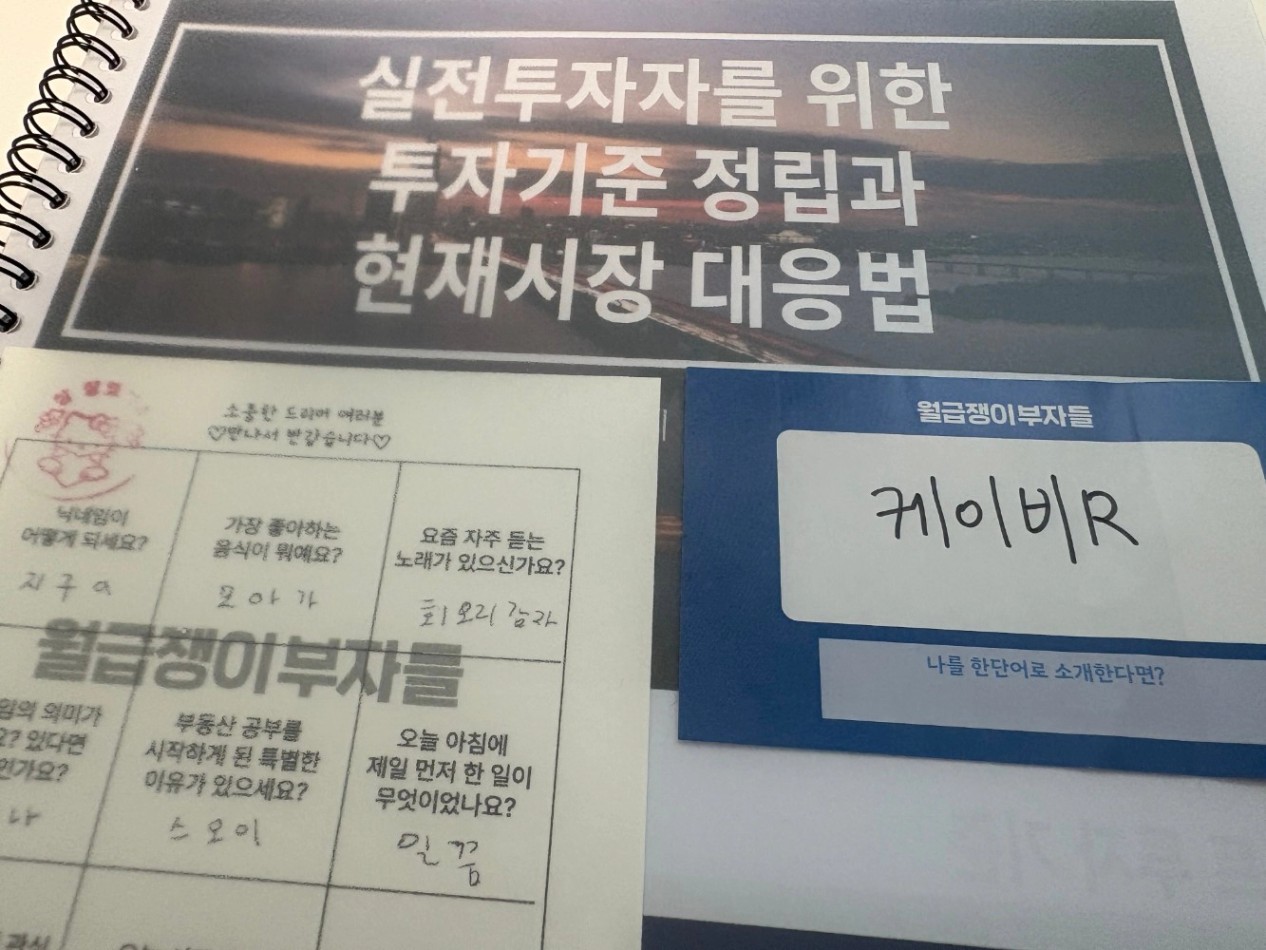 실전투자자를 위한
투자기준 정립과
현재시장 대응법
소중한 드리머 여러분
♡만나서 반갑습니다♡
닉네임이
어떻게 되세요?
지구아
가장 좋아하는
음식이 뭐예요?
모아가
요즘 자주 듣는
노래가 있으신가요?
회오리감자
월급쟁이부자들
의미가
있다면
부동산 공부를
시작하게 된 특별한
이유가 있으세요?
스오이
오늘 아침에
제일 먼저 한 일이
무엇이었나요?
일꿈
월급쟁이부자들
케이비R
나를 한단어로 소개한다면?